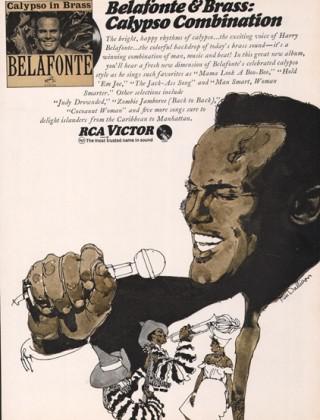 Calypso in Brass
BELAFONTE
Belafonte & Brass:
Calypso Combination
The bright, happy rhythms of calypso...the exciting voice of Harry
Belafonte...the colorful backdrop of today's brass sound—it's a
winning combination of man, music and beat! In this great new album,
you'll hear a fresh new dimension of Belafonte's celebrated calypso
style as he sings such favorites as "Mama Look A Boo-Boo," "Hold
'Em Joe," "The Jack-Ass Song" and "Man Smart, Woman
Smarter." Other selections include
"Judy Drownded," "Zombie Jamboree (Back to Back),"
"Cocoanut Woman" and five more songs sure to
delight islanders from the Caribbean to Manhattan.
RCA VICTOR
The most trusted name in sound